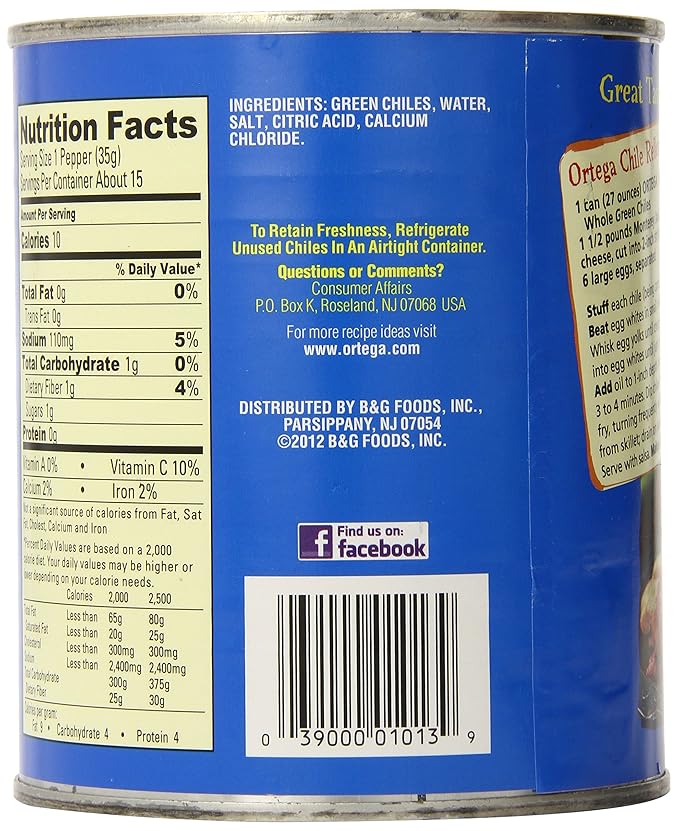 Nutrition Facts
Serving Size 1 Pepper (35g)
Servings Per Container About 15
Amount Per Serving
Calories 10
% Daily Value*
Total Fat 0g 0%
Trans Fat 0g
Sodium 110mg 5%
Total Carbohydrate 1g 0%
Dietary Fiber 1g 4%
Sugars 1g
Protein 0g
Vitamin A 0% • Vitamin C 10%
Calcium 2% • Iron 2%
Not a significant source of calories from Fat, Sat
Fat, Cholest, Calcium and Iron
*Percent Daily Values are based on a 2,000
calorie diet. Your daily values may be higher or
lower depending on your calorie needs.
Calories 2,000 2,500
Total Fat Less than 65g 80g
Saturated Fat Less than 20g 25g
Cholesterol Less than 300mg 300mg
Sodium Less than 2,400mg 2,400mg
Total Carbohydrate 300g 375g
Dietary Fiber 25g 30g
Calories per gram:
Fat 9 • Carbohydrate 4 • Protein 4
INGREDIENTS: GREEN CHILES, WATER,
SALT, CITRIC ACID, CALCIUM
CHLORIDE.
To Retain Freshness, Refrigerate
Unused Chiles In An Airtight Container.
Questions or Comments?
Consumer Affairs
P.O. Box K, Roseland, NJ 07068 USA
For more recipe ideas visit
www.ortega.com
DISTRIBUTED BY B&G FOODS, INC.,
PARSIPPANY, NJ 07054
©2012 B&G FOODS, INC.
f Find us on:
facebook
0 39000 01013 9
Great
Ortega Chile
1 can (27 ounces)
Whole Green Chiles
1 1/2 pounds
cheese, cut into
6 large eggs,
Stuff each chile
Beat egg whites in
Whisk egg yolks
into egg whites
Add oil to 1-inch
3 to 4 minutes.
fry, turning
from skillet; drain
Serve with salsa.